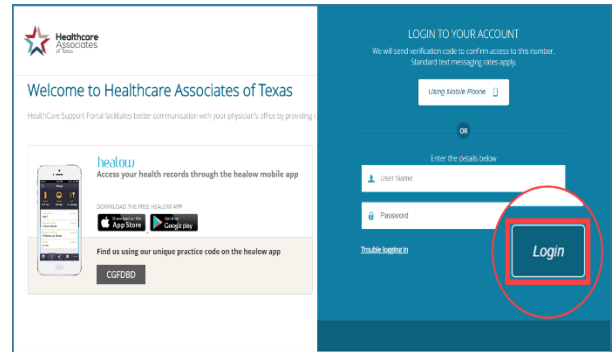 Healthcare
Associates
of Texas
Welcome to Healthcare Associates of Texas
HealthCare Support Portal facilitates better communication with your physician's office by providing
healow
Access your health records through the healow mobile app
DOWNLOAD THE FREE HEALOW APP
App Store
Google play
Find us using our unique practice code on the healow app
CGFDBD
LOGIN TO YOUR ACCOUNT
We will send verification code to confirm access to this number.
Standard text messaging rates apply.
Using Mobile Phone
OR
Enter the details below
User Name
Password
Trouble logging in
Login